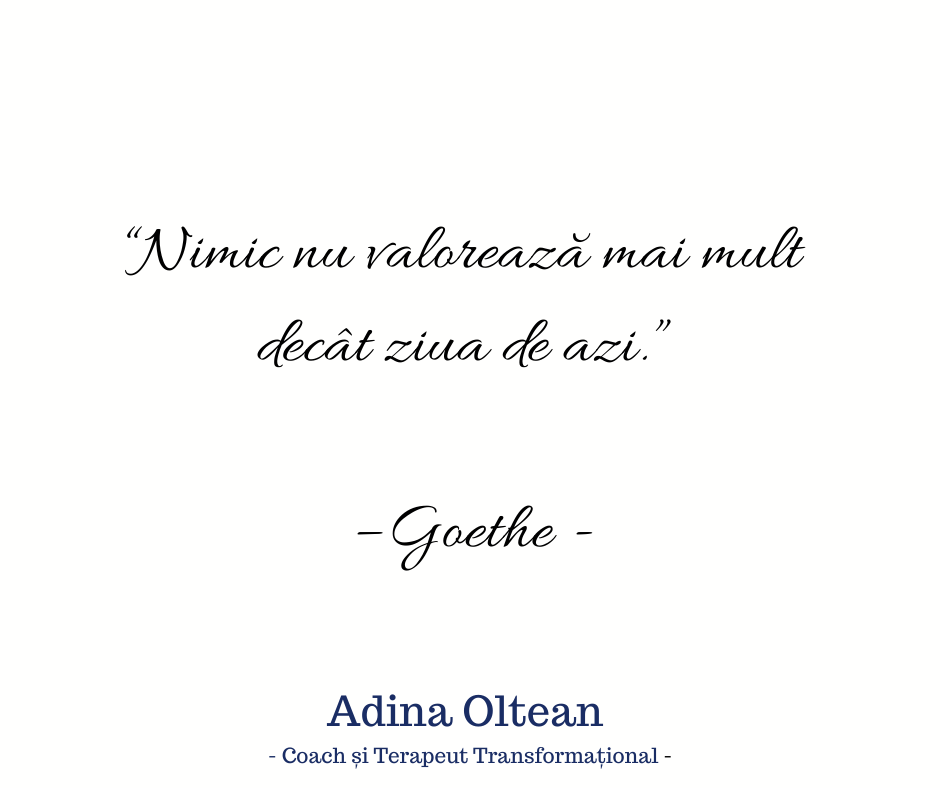 “Nimic nu valorează mai mult
decât ziua de azi.”
– Goethe -
Adina Oltean
- Coach și Terapeut Transformațional -